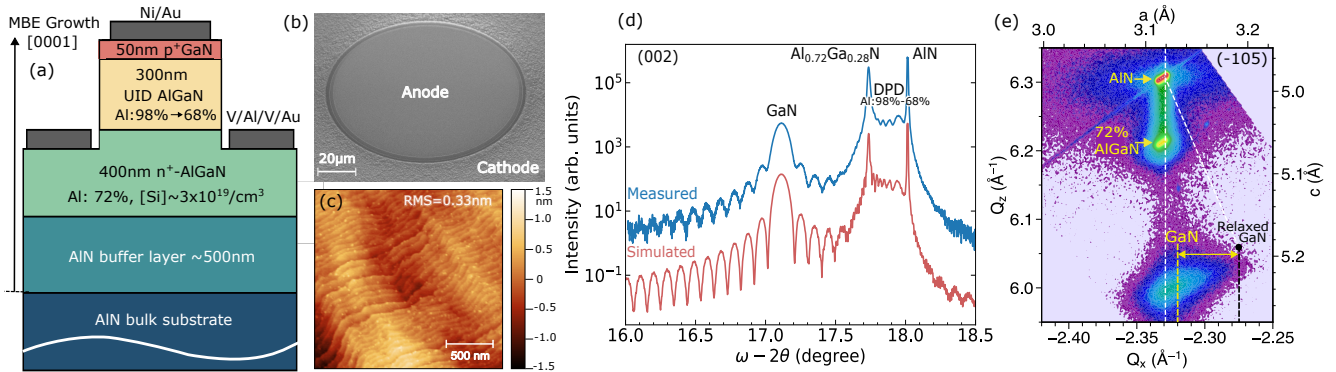 MBE Growth
[0001]
(a)
Ni/Au
50nm p⁺GaN
300nm
UID AlGaN
Al:98%→68%
V/Al/V/Au
400nm n⁺-AlGaN
Al: 72%, [Si]~3x10¹⁹/cm³
AlN buffer layer ~500nm
AlN bulk substrate
(b)
Anode
20μm
Cathode
(c)
RMS=0.33nm
500 nm
1.5
nm
1.0
0.5
0.0
−0.5
−1.0
−1.5
(d)
(002)
Al₀.₇₂Ga₀.₂₈N
AlN
DPD
Al:98%-68%
GaN
Measured
Simulated
Intensity (arb. units)
10⁵
10³
10¹
10⁻¹
16.0 16.5 17.0 17.5 18.0 18.5
ω − 2θ (degree)
(e)
a (Å)
3.0 3.1 3.2
(-105)
AlN
72%
AlGaN
GaN
Relaxed
GaN
Q_z (Å⁻¹)
6.3
6.2
6.1
6.0
c (Å)
5.0
5.1
5.2
−2.40 −2.35 −2.30 −2.25
Q_x (Å⁻¹)